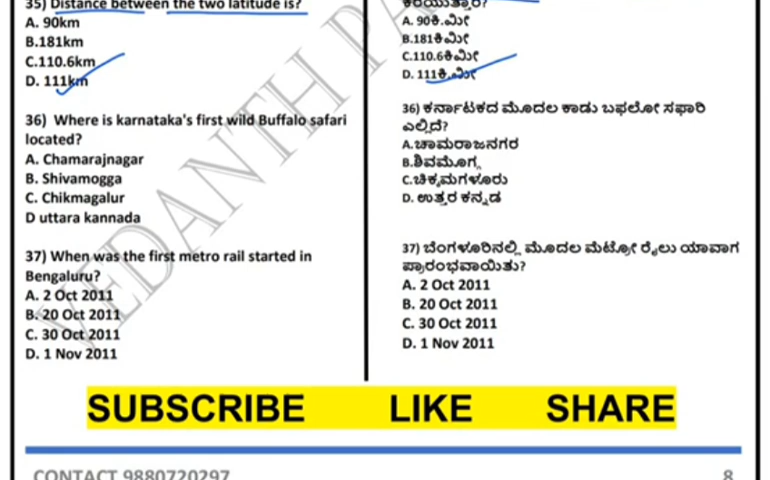 35) Distance between the two latitude is?
A. 90km
B.181km
C.110.6km
D. 111km
36) Where is karnataka's first wild Buffalo safari
located?
A. Chamarajnagar
B. Shivamogga
C. Chikmagalur
D uttara kannada
37) When was the first metro rail started in
Bengaluru?
A. 2 Oct 2011
B. 20 Oct 2011
C. 30 Oct 2011
D. 1 Nov 2011
ಕರೆಯುತ್ತಾರೆ?
A. 90ಕಿ.ಮೀ
B.181ಕಿಮೀ
C.110.6ಕಿಮೀ
D. 111ಕಿ.ಮೀ
36) ಕರ್ನಾಟಕದ ಮೊದಲ ಕಾಡು ಬಫಲೋ ಸಫಾರಿ
ಎಲ್ಲಿದೆ?
A.ಚಾಮರಾಜನಗರ
B.ಶಿವಮೊಗ್ಗ
C.ಚಿಕ್ಕಮಗಳೂರು
D. ಉತ್ತರ ಕನ್ನಡ
37) ಬೆಂಗಳೂರಿನಲ್ಲಿ ಮೊದಲ ಮೆಟ್ರೋ ರೈಲು ಯಾವಾಗ
ಪ್ರಾರಂಭವಾಯಿತು?
A. 2 Oct 2011
B. 20 Oct 2011
C. 30 Oct 2011
D. 1 Nov 2011
VEDANTH PA
SUBSCRIBE LIKE SHARE
CONTACT 9880720297 8